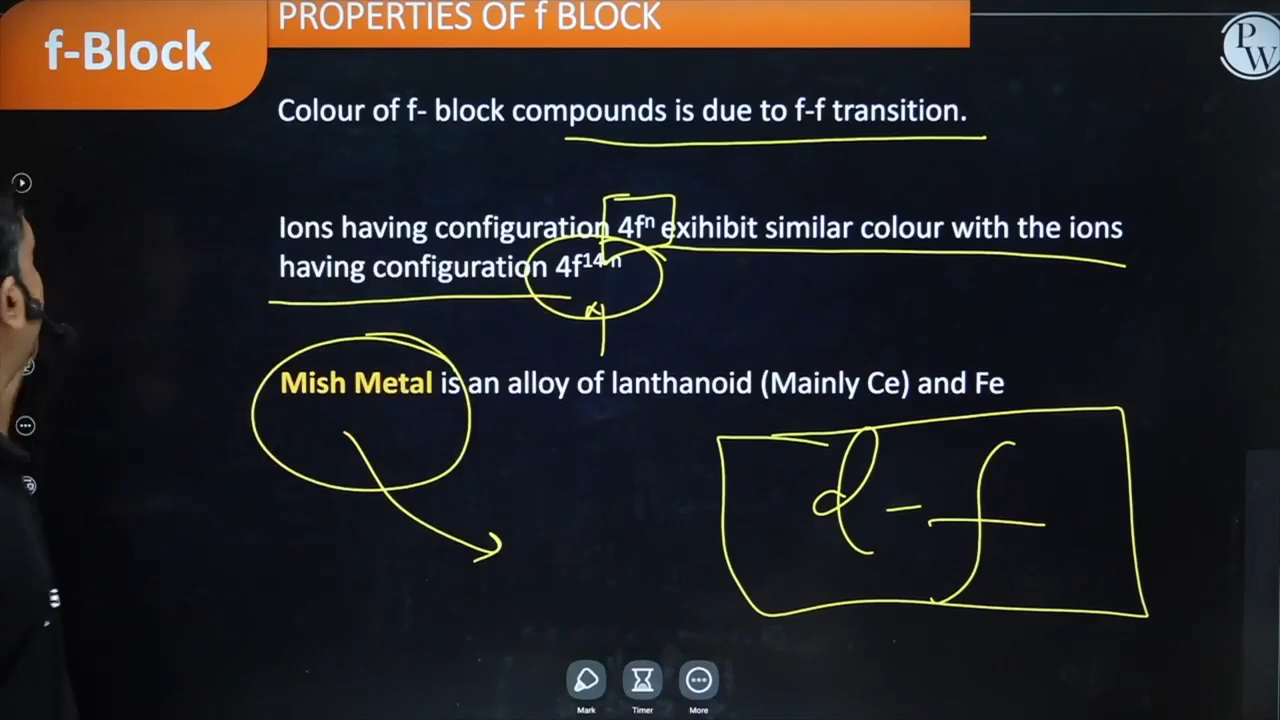 f-Block
PROPERTIES OF f BLOCK
PW
Colour of f- block compounds is due to f-f transition.
Ions having configuration 4fⁿ exihibit similar colour with the ions
having configuration 4f¹⁴⁻ⁿ
Mish Metal is an alloy of lanthanoid (Mainly Ce) and Fe
d-f
Mark
Timer
More